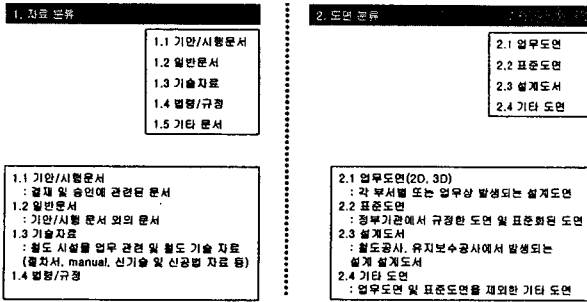 1. 자료 분류
1.1 기안/시행문서
1.2 일반문서
1.3 기술자료
1.4 법령/규정
1.5 기타 문서
1.1 기안/시행문서
: 결재 및 승인에 관련된 문서
1.2 일반문서
: 기안/시행 문서 외의 문서
1.3 기술자료
: 철도 시설물 업무 관련 및 철도 기술 자료
(절차서, manual, 신기술 및 신공법 자료 등)
1.4 법령/규정
2. 도면 분류
2.1 업무도면
2.2 표준도면
2.3 설계도서
2.4 기타 도면
2.1 업무도면(2D, 3D)
: 각 부서별 또는 업무상 발생되는 설계도면
2.2 표준도면
: 정부기관에서 규정한 도면 및 표준화된 도면
2.3 설계도서
: 철도공사, 유지보수공사에서 발생되는
설계 설계도서
2.4 기타 도면
: 업무도면 및 표준도면을 제외한 기타 도면